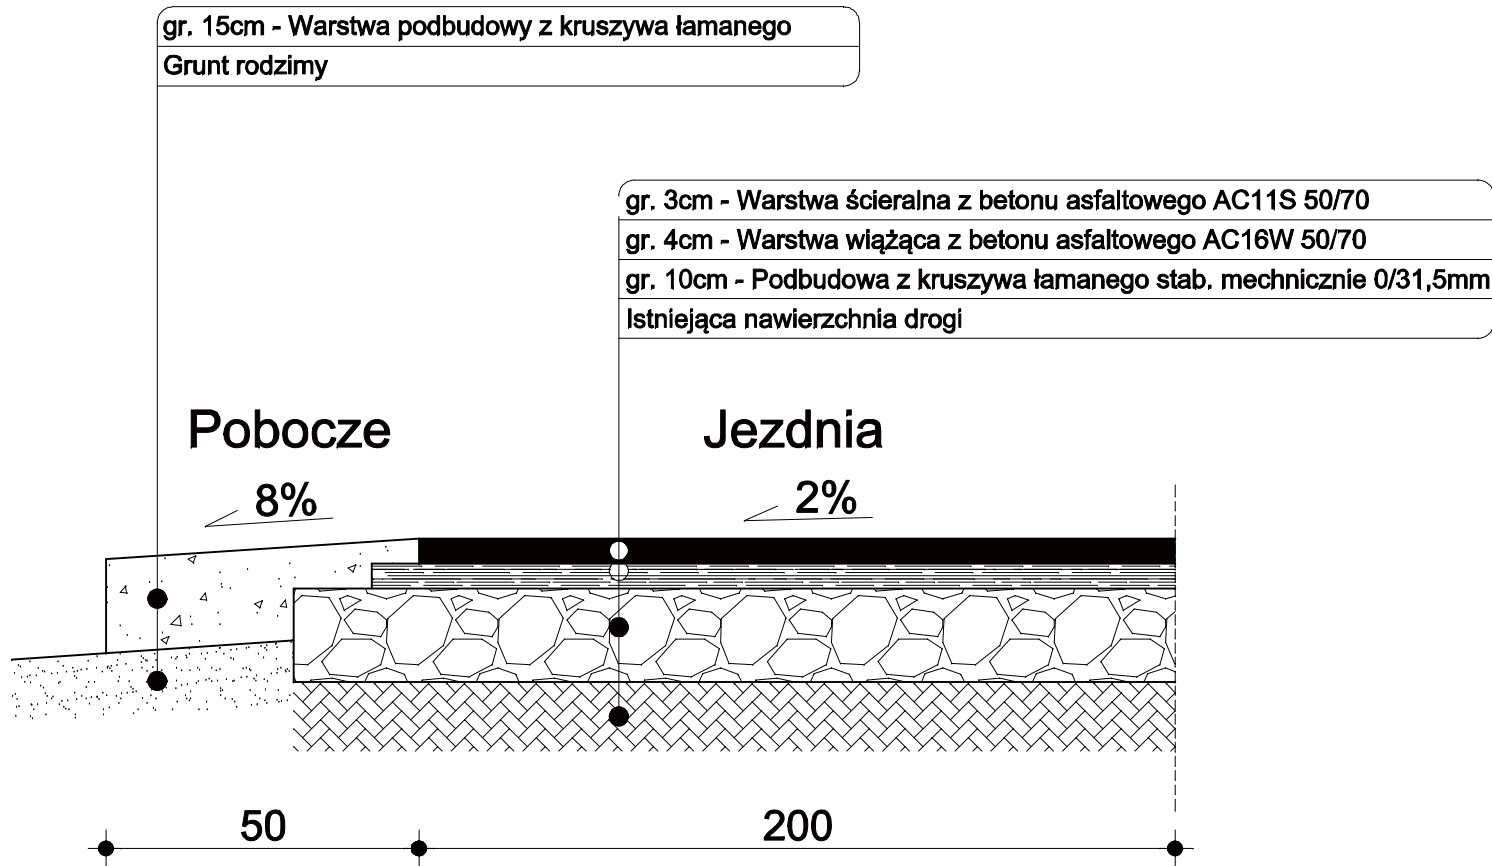 gr. 15cm - Warstwa podbudowy z kruszywa łamanego
Grunt rodzimy
gr. 3cm - Warstwa ścieralna z betonu asfaltowego AC11S 50/70
gr. 4cm - Warstwa wiążąca z betonu asfaltowego AC16W 50/70
gr. 10cm - Podbudowa z kruszywa łamanego stab. mechnicznie 0/31,5mm
Istniejąca nawierzchnia drogi
Pobocze
Jezdnia
8%
2%
50
200